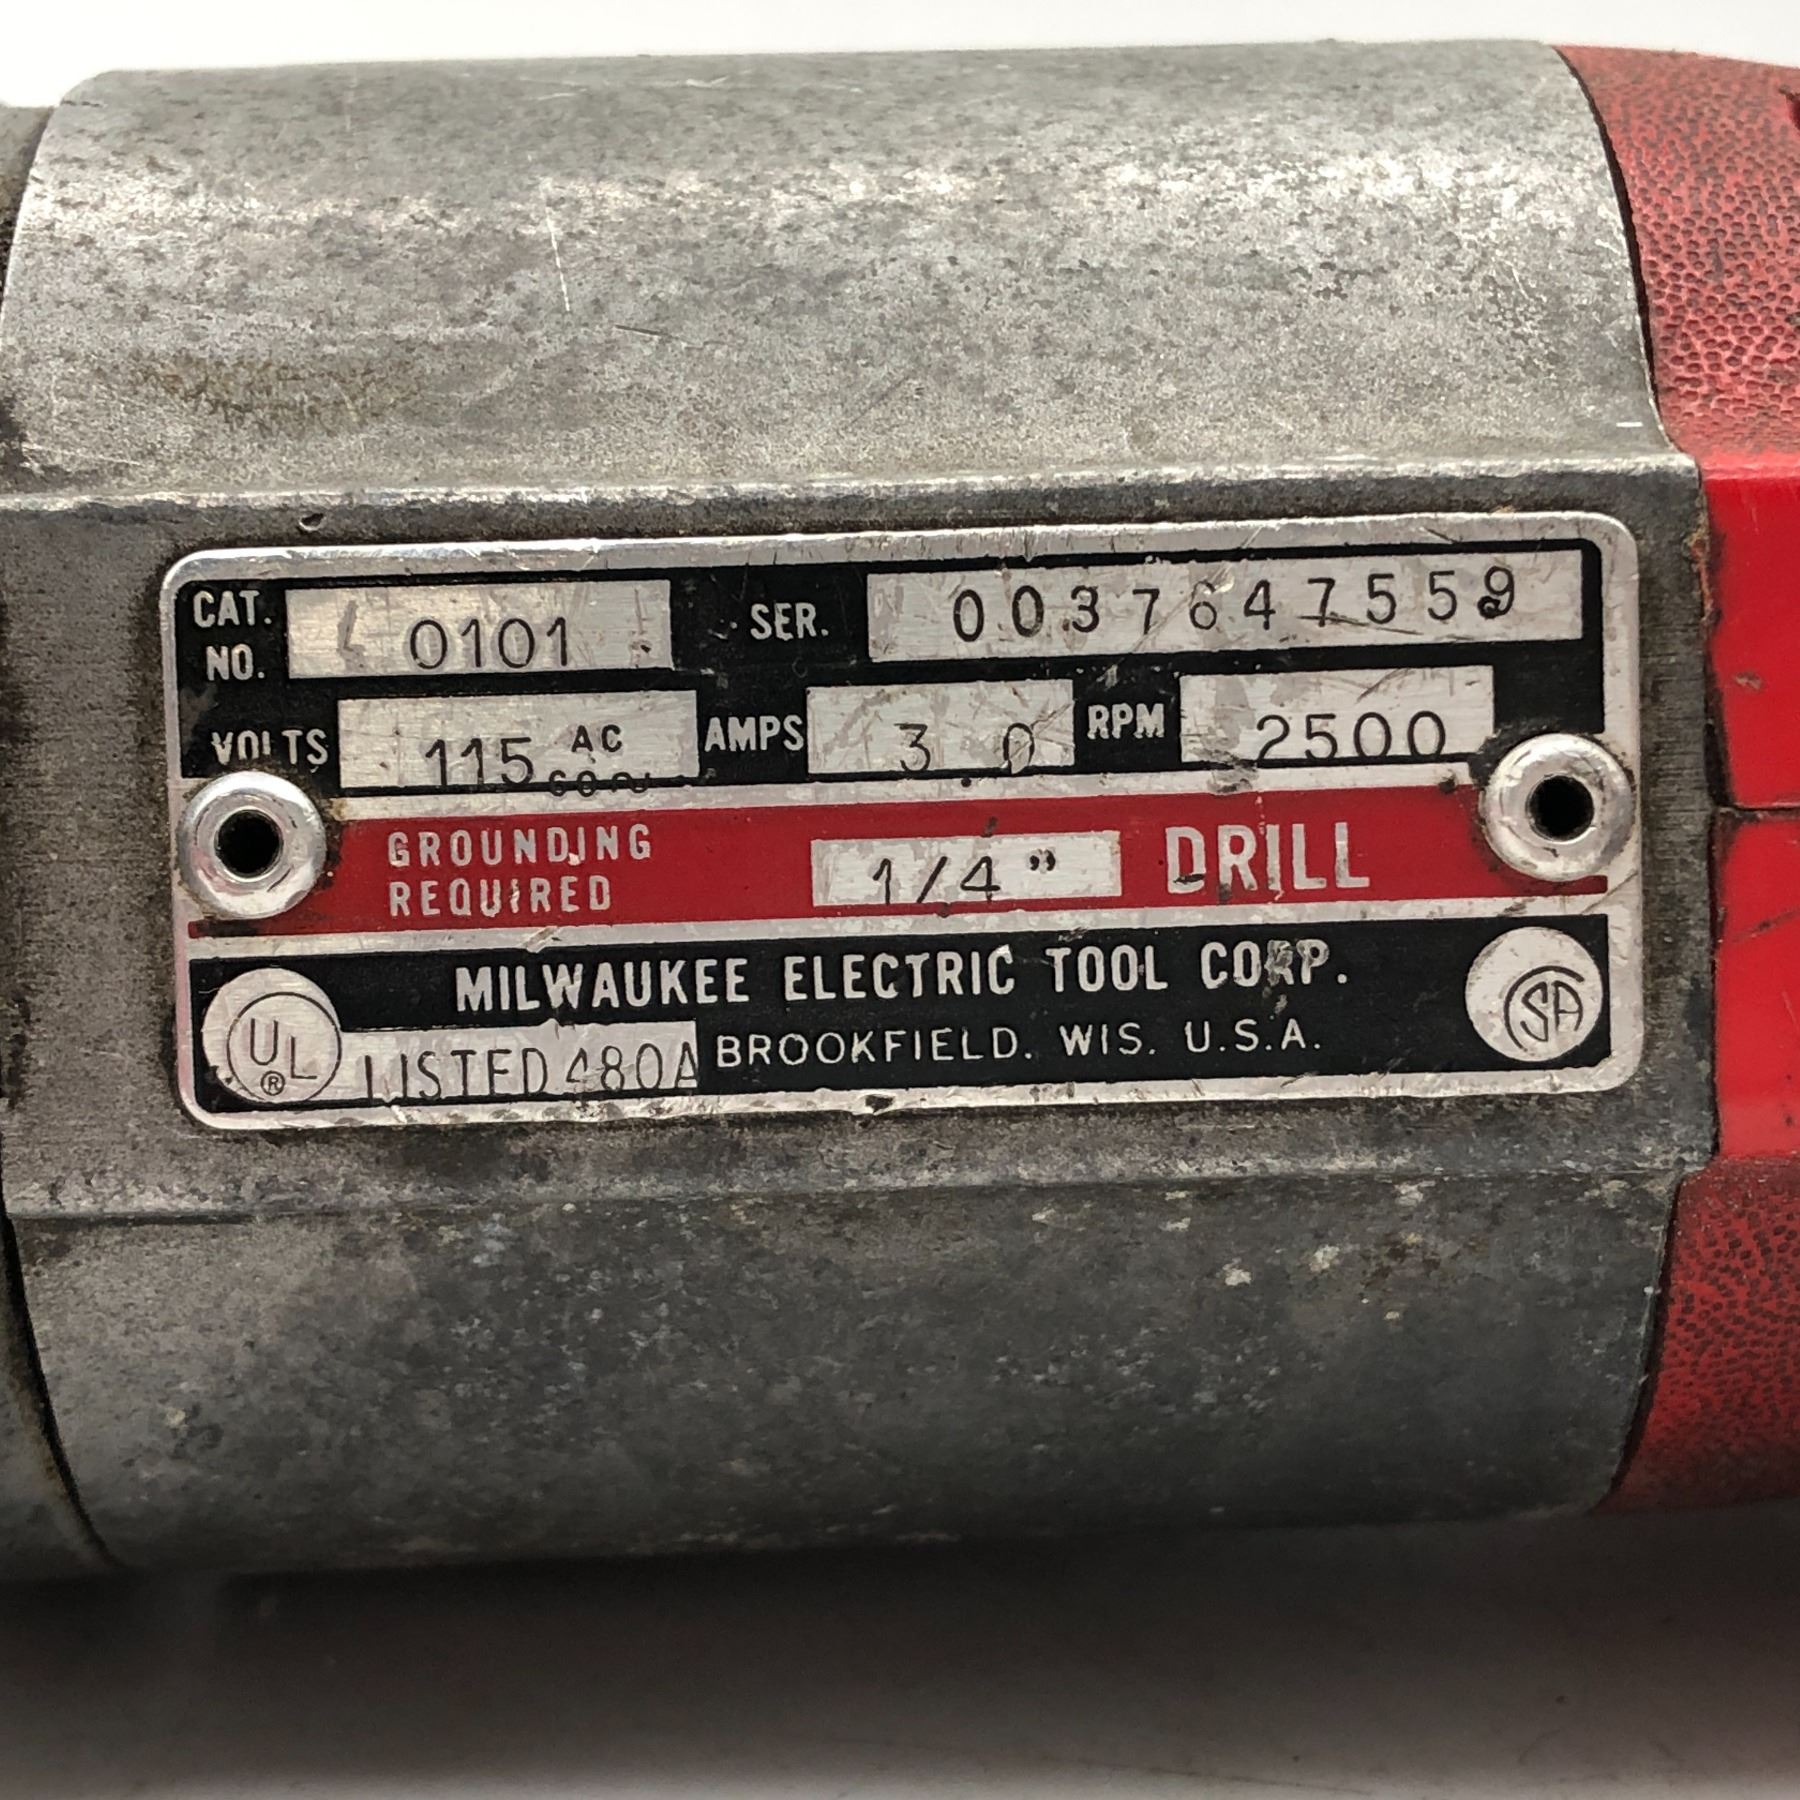 CAT. NO. 0101 SER. 0037647559
VOLTS 115 AC AMPS 3.0 RPM 2500
GROUNDING REQUIRED 1/4" DRILL
MILWAUKEE ELECTRIC TOOL CORP.
UL ® LISTED 480A BROOKFIELD. WIS. U.S.A.
SA